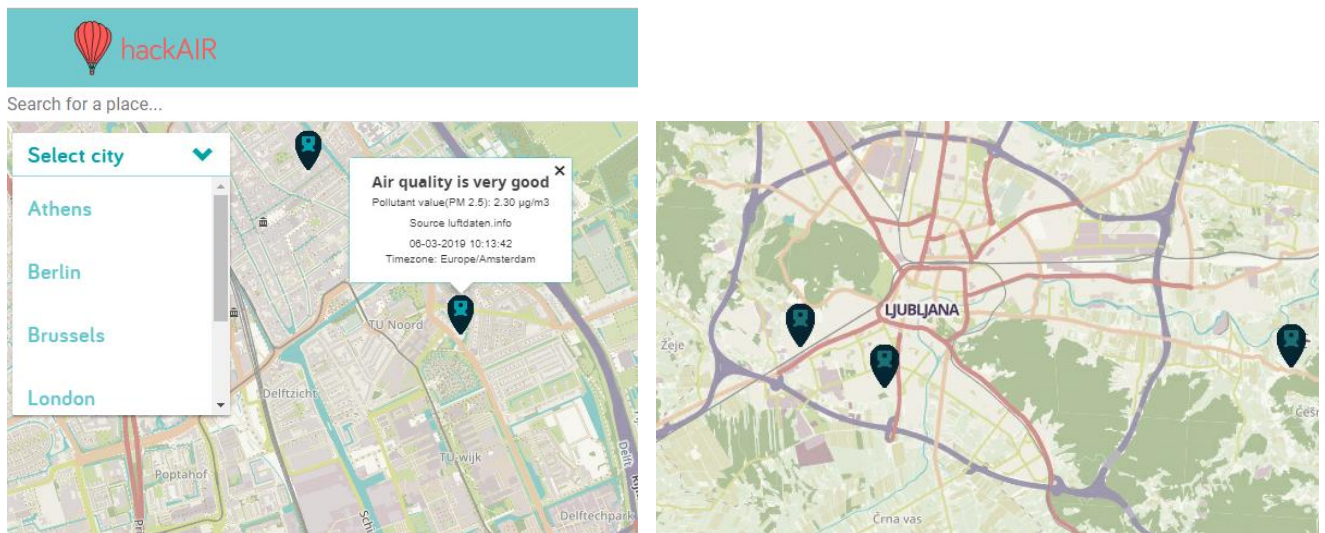 hackAIR
Search for a place...
Select city
Athens
Berlin
Brussels
London
Air quality is very good
Pollutant value(PM 2.5): 2.30 µg/m3
Source luftdaten.info
06-03-2019 10:13:42
Timezone: Europe/Amsterdam
TU Noord
Delftzicht
TU-wijk
Poptahof
Delft
Delftechpark
LJUBLJANA
Žeje
Črna vas